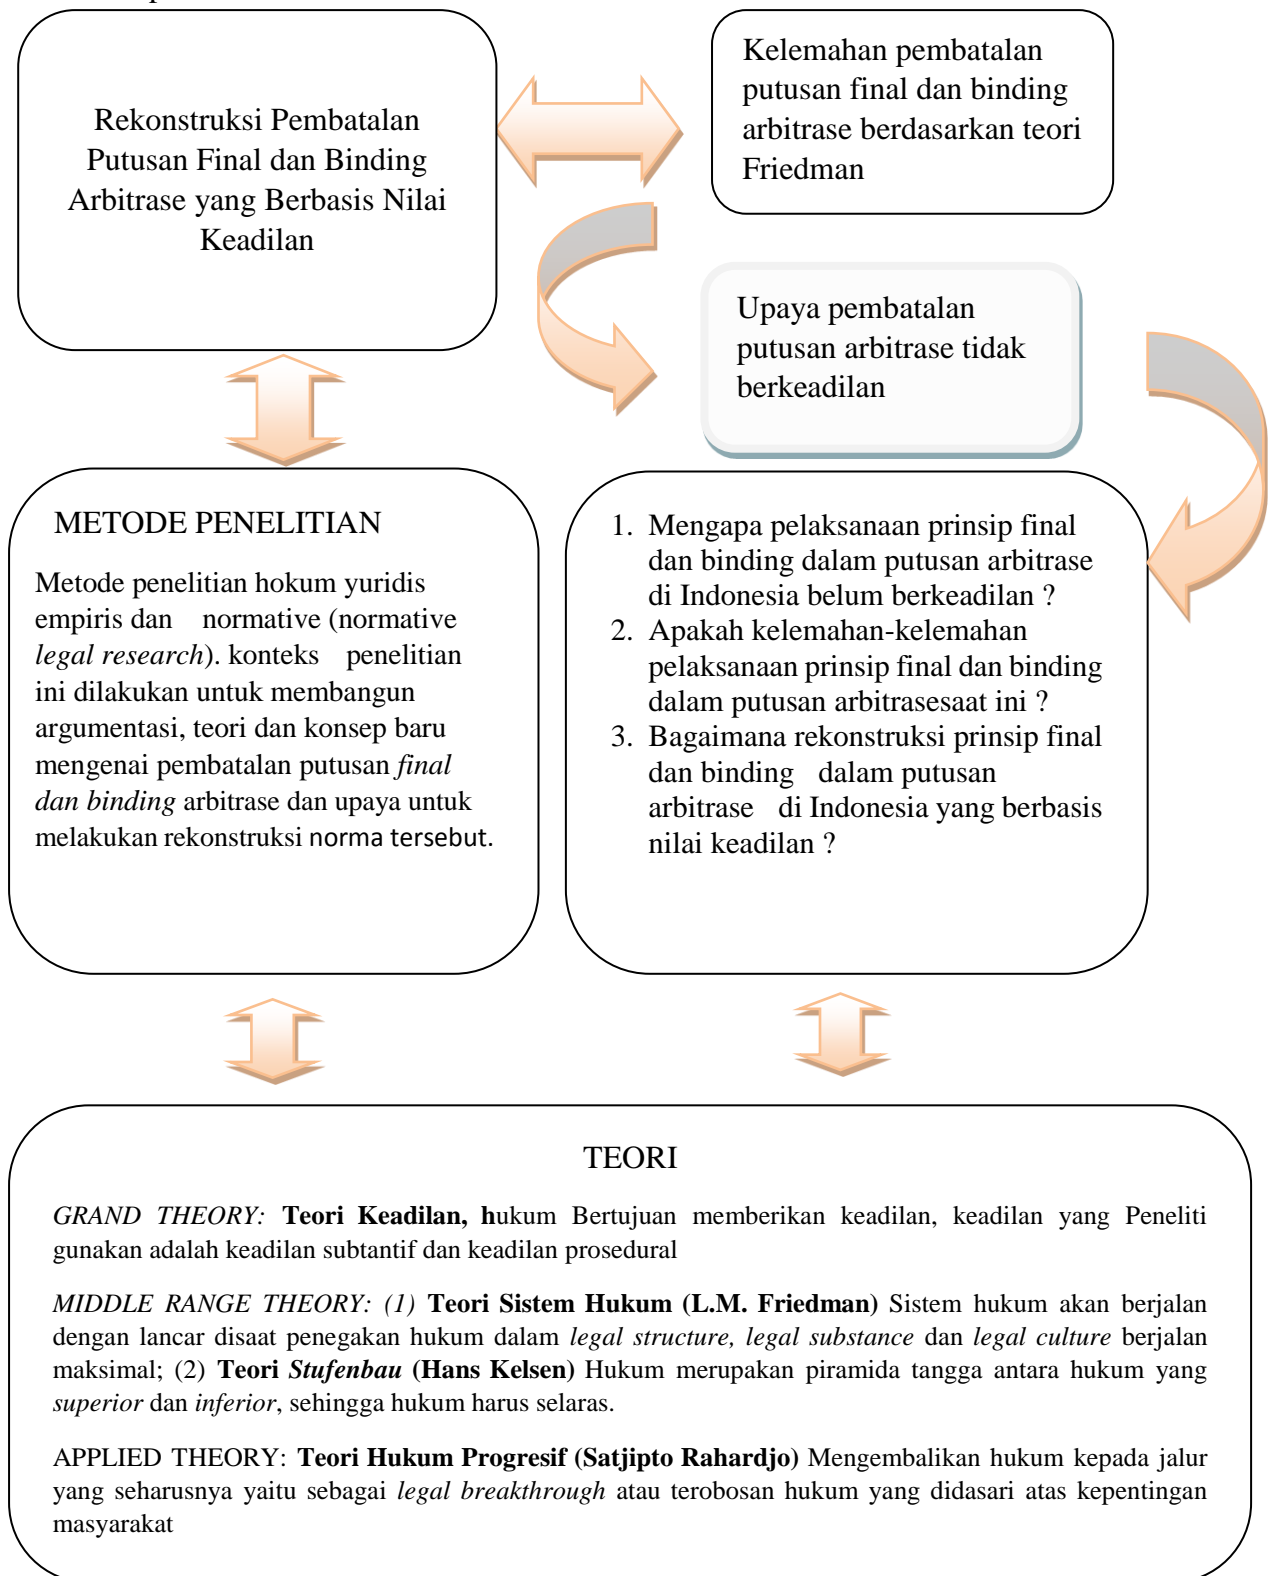 Rekonstruksi Pembatalan
Putusan Final dan Binding
Arbitrase yang Berbasis Nilai
Keadilan
Kelemahan pembatalan
putusan final dan binding
arbitrase berdasarkan teori
Friedman
Upaya pembatalan
putusan arbitrase tidak
berkeadilan
METODE PENELITIAN
Metode penelitian hokum yuridis
empiris dan normative (normative
legal research). konteks penelitian
ini dilakukan untuk membangun
argumentasi, teori dan konsep baru
mengenai pembatalan putusan final
dan binding arbitrase dan upaya untuk
melakukan rekonstruksi norma tersebut.
1. Mengapa pelaksanaan prinsip final
dan binding dalam putusan arbitrase
di Indonesia belum berkeadilan ?
2. Apakah kelemahan-kelemahan
pelaksanaan prinsip final dan binding
dalam putusan arbitrasesaat ini ?
3. Bagaimana rekonstruksi prinsip final
dan binding dalam putusan
arbitrase di Indonesia yang berbasis
nilai keadilan ?
TEORI
GRAND THEORY: Teori Keadilan, hukum Bertujuan memberikan keadilan, keadilan yang Peneliti
gunakan adalah keadilan subtantif dan keadilan prosedural
MIDDLE RANGE THEORY: (1) Teori Sistem Hukum (L.M. Friedman) Sistem hukum akan berjalan
dengan lancar disaat penegakan hukum dalam legal structure, legal substance dan legal culture berjalan
maksimal; (2) Teori Stufenbau (Hans Kelsen) Hukum merupakan piramida tangga antara hukum yang
superior dan inferior, sehingga hukum harus selaras.
APPLIED THEORY: Teori Hukum Progresif (Satjipto Rahardjo) Mengembalikan hukum kepada jalur
yang seharusnya yaitu sebagai legal breakthrough atau terobosan hukum yang didasari atas kepentingan
masyarakat